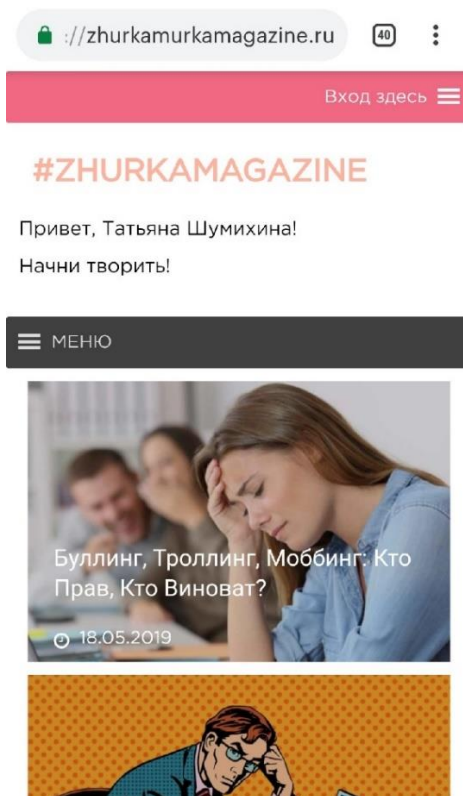 ://zhurkamurkamagazine.ru
40
Вход здесь
#ZHURKAMAGAZINE
Привет, Татьяна Шумихина!
Начни творить!
МЕНЮ
Буллинг, Троллинг, Моббинг: Кто
Прав, Кто Виноват?
18.05.2019